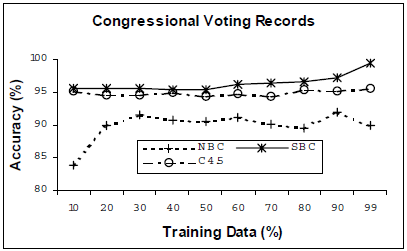 Congressional Voting Records
Accuracy (%)
100
95
90
85
80
NBC SBC
C45
10 20 30 40 50 60 70 80 90 99
Training Data (%)